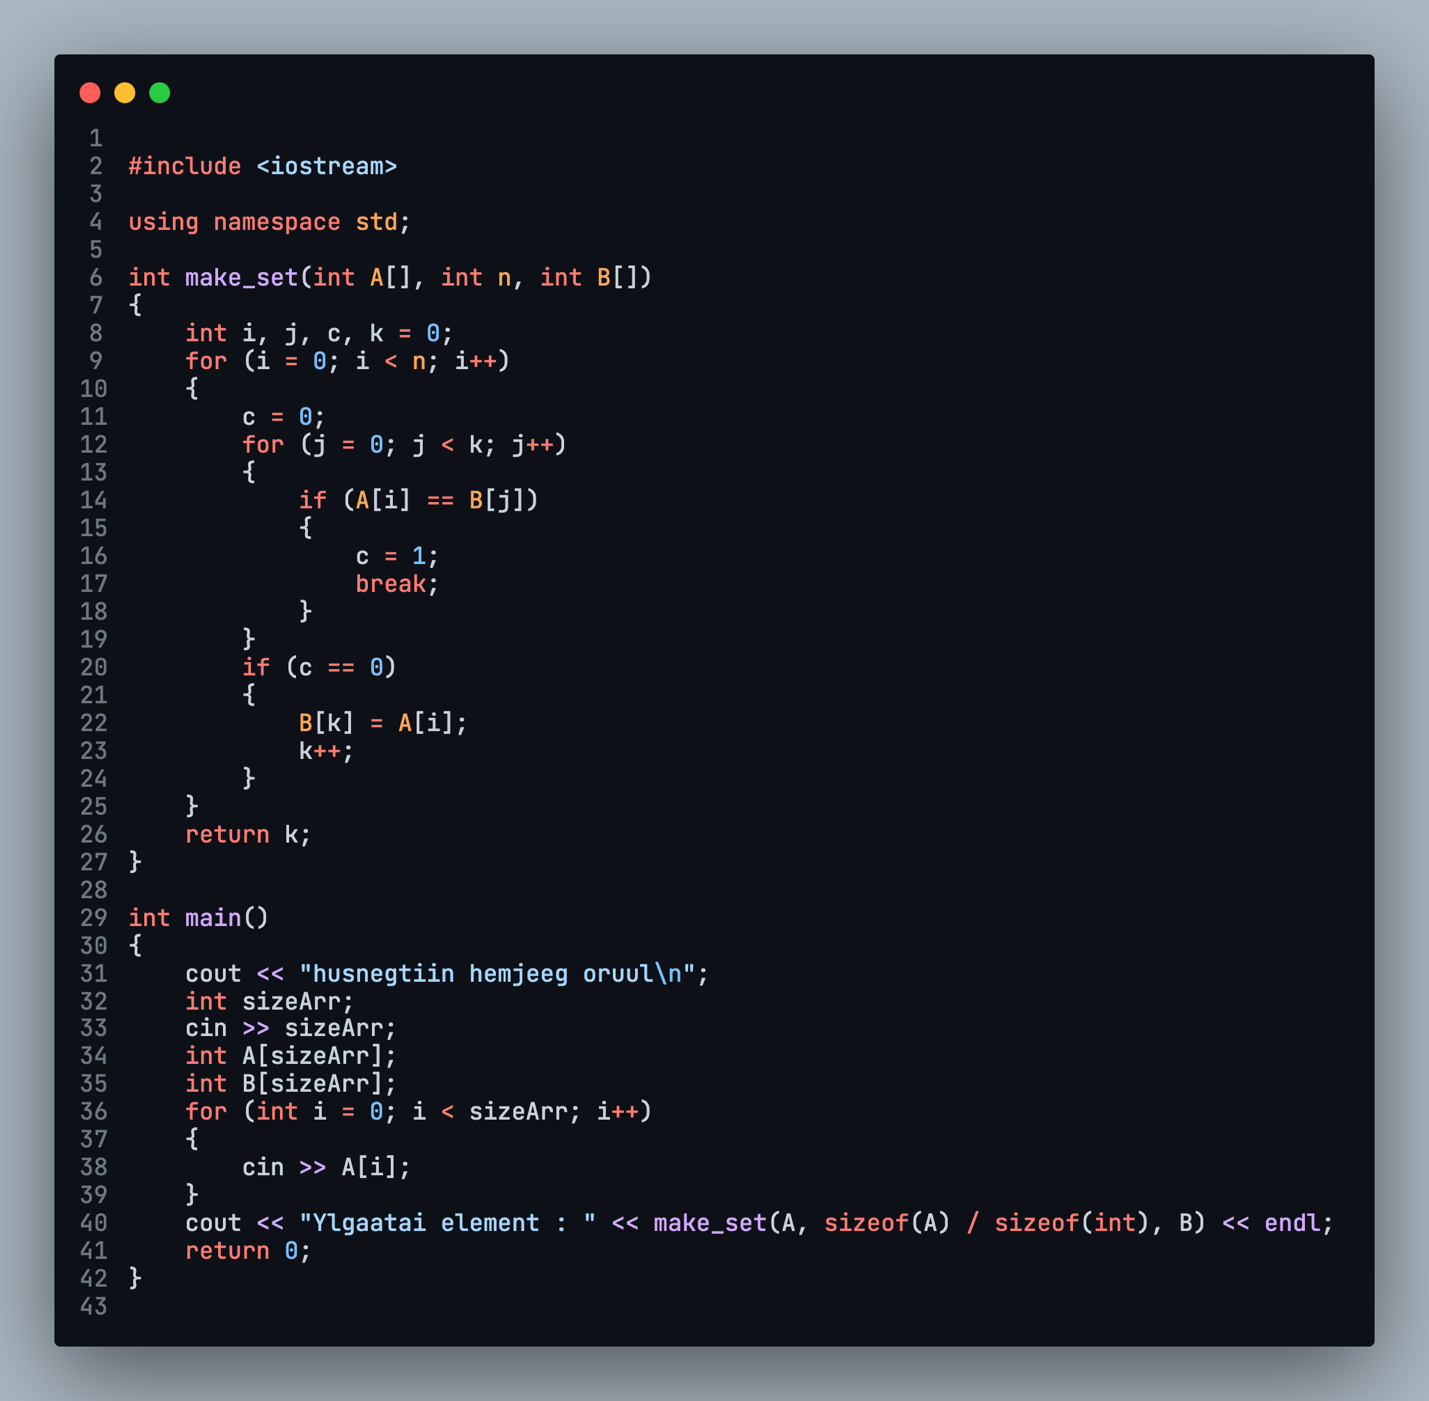 1
2 #include <iostream>
3
4 using namespace std;
5
6 int make_set(int A[], int n, int B[])
7 {
8     int i, j, c, k = 0;
9     for (i = 0; i < n; i++)
10     {
11         c = 0;
12         for (j = 0; j < k; j++)
13         {
14             if (A[i] == B[j])
15             {
16                 c = 1;
17                 break;
18             }
19         }
20         if (c == 0)
21         {
22             B[k] = A[i];
23             k++;
24         }
25     }
26     return k;
27 }
28
29 int main()
30 {
31     cout << "husnegtiin hemjeeg oruul\n";
32     int sizeArr;
33     cin >> sizeArr;
34     int A[sizeArr];
35     int B[sizeArr];
36     for (int i = 0; i < sizeArr; i++)
37     {
38         cin >> A[i];
39     }
40     cout << "Ylgaatai element : " << make_set(A, sizeof(A) / sizeof(int), B) << endl;
41     return 0;
42 }
43